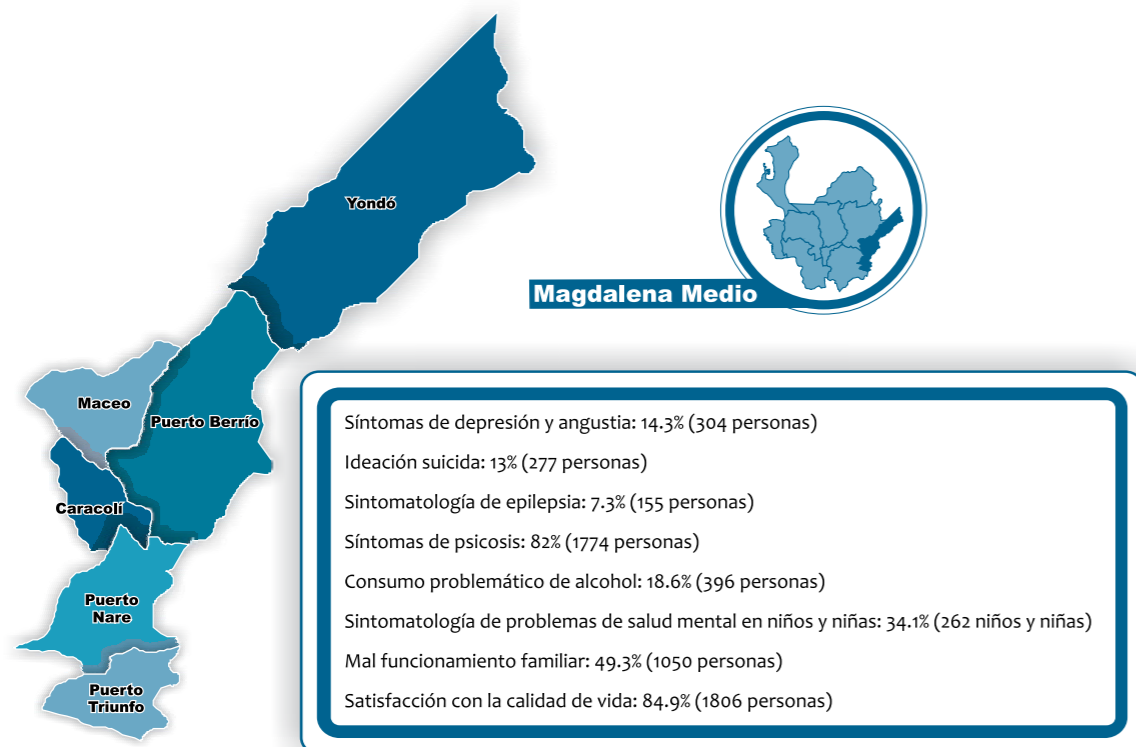 Yondó
Magdalena Medio
Maceo
Puerto Berrío
Caracolí
Puerto
Nare
Puerto
Triunfo
Síntomas de depresión y angustia: 14.3% (304 personas)
Ideación suicida: 13% (277 personas)
Sintomatología de epilepsia: 7.3% (155 personas)
Síntomas de psicosis: 82% (1774 personas)
Consumo problemático de alcohol: 18.6% (396 personas)
Sintomatología de problemas de salud mental en niños y niñas: 34.1% (262 niños y niñas)
Mal funcionamiento familiar: 49.3% (1050 personas)
Satisfacción con la calidad de vida: 84.9% (1806 personas)